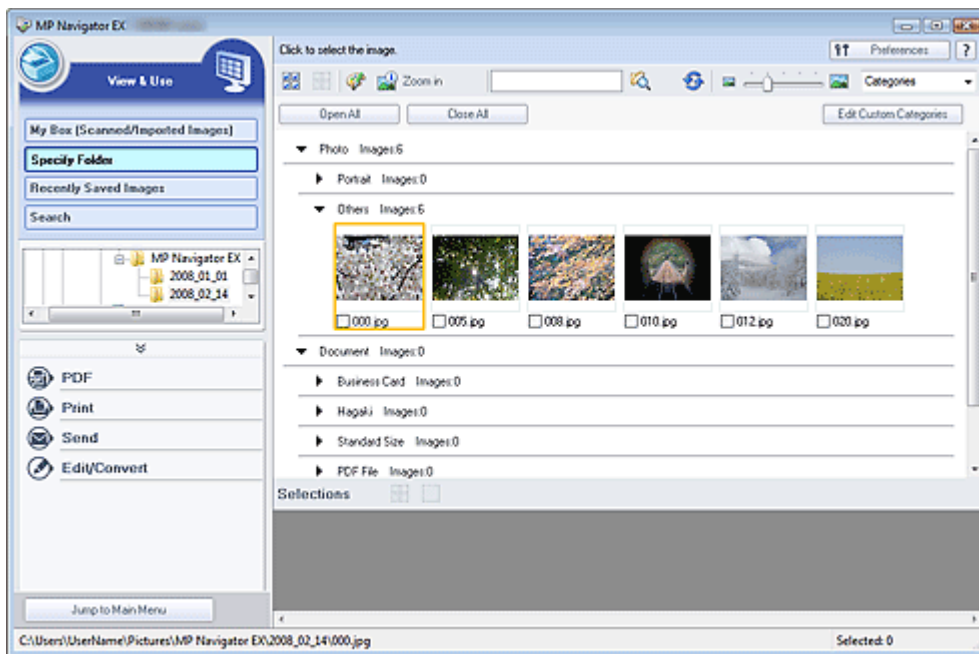 MP Navigator EX
Click to select the image.
Preferences
?
View & Use
Zoom in
Categories
Open All
Close All
Edit Custom Categories
My Box (Scanned/Imported Images)
Specify Folder
Recently Saved Images
Search
MP Navigator EX
2008_01_01
2008_02_14
PDF
Print
Send
Edit/Convert
Jump to Main Menu
Photo Images:6
Portrait Images:0
Others Images:6
000.jpg 005.jpg 008.jpg 010.jpg 012.jpg 020.jpg
Document Images:0
Business Card Images:0
Hagaki Images:0
Standard Size Images:0
PDF File Images:0
Selections
C:\Users\UserName\Pictures\MP Navigator EX\2008_02_14\000.jpg
Selected: 0